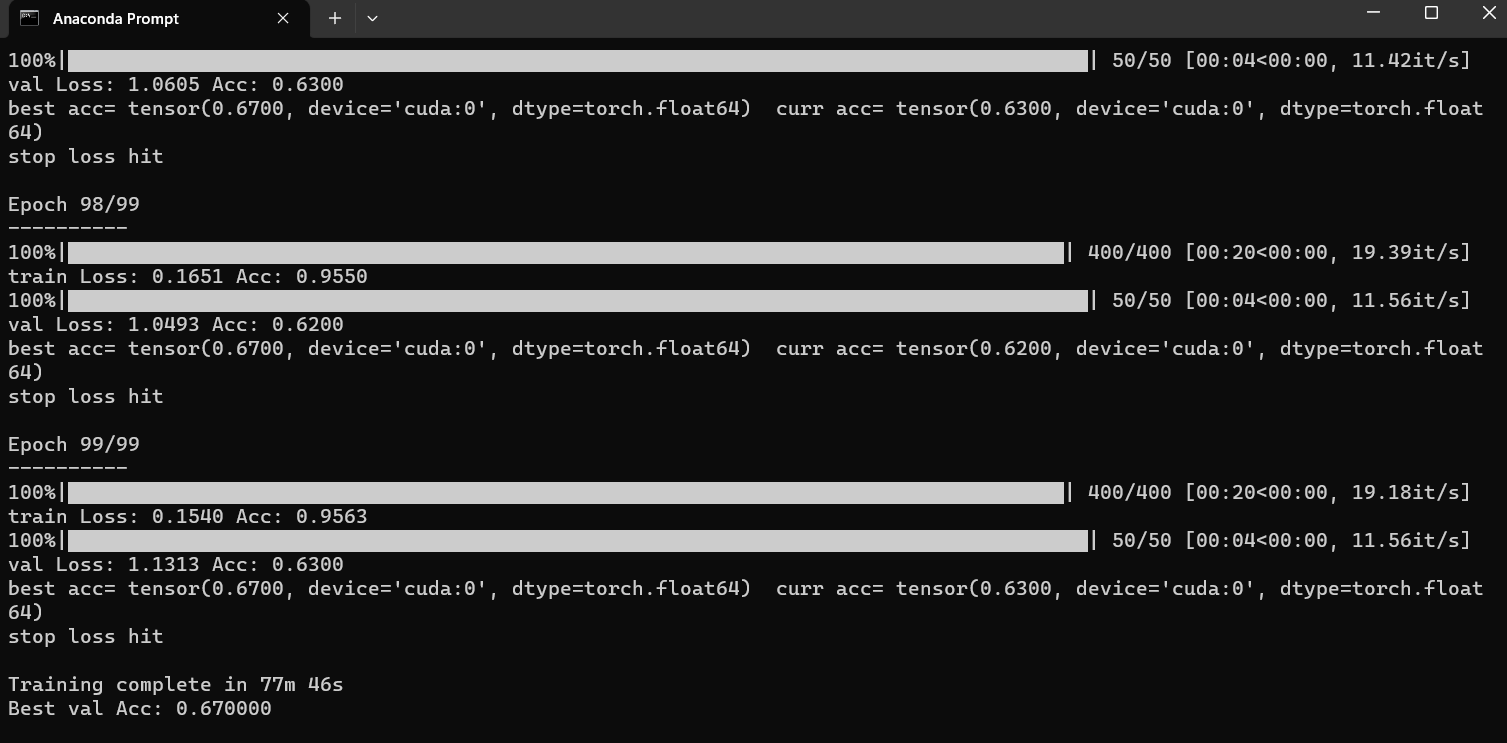 Anaconda Prompt
100%| | 50/50 [00:04<00:00, 11.42it/s]
val Loss: 1.0605 Acc: 0.6300
best acc= tensor(0.6700, device='cuda:0', dtype=torch.float64)  curr acc= tensor(0.6300, device='cuda:0', dtype=torch.float
64)
stop loss hit
Epoch 98/99
----------
100%| | 400/400 [00:20<00:00, 19.39it/s]
train Loss: 0.1651 Acc: 0.9550
100%| | 50/50 [00:04<00:00, 11.56it/s]
val Loss: 1.0493 Acc: 0.6200
best acc= tensor(0.6700, device='cuda:0', dtype=torch.float64)  curr acc= tensor(0.6200, device='cuda:0', dtype=torch.float
64)
stop loss hit
Epoch 99/99
----------
100%| | 400/400 [00:20<00:00, 19.18it/s]
train Loss: 0.1540 Acc: 0.9563
100%| | 50/50 [00:04<00:00, 11.56it/s]
val Loss: 1.1313 Acc: 0.6300
best acc= tensor(0.6700, device='cuda:0', dtype=torch.float64)  curr acc= tensor(0.6300, device='cuda:0', dtype=torch.float
64)
stop loss hit
Training complete in 77m 46s
Best val Acc: 0.670000